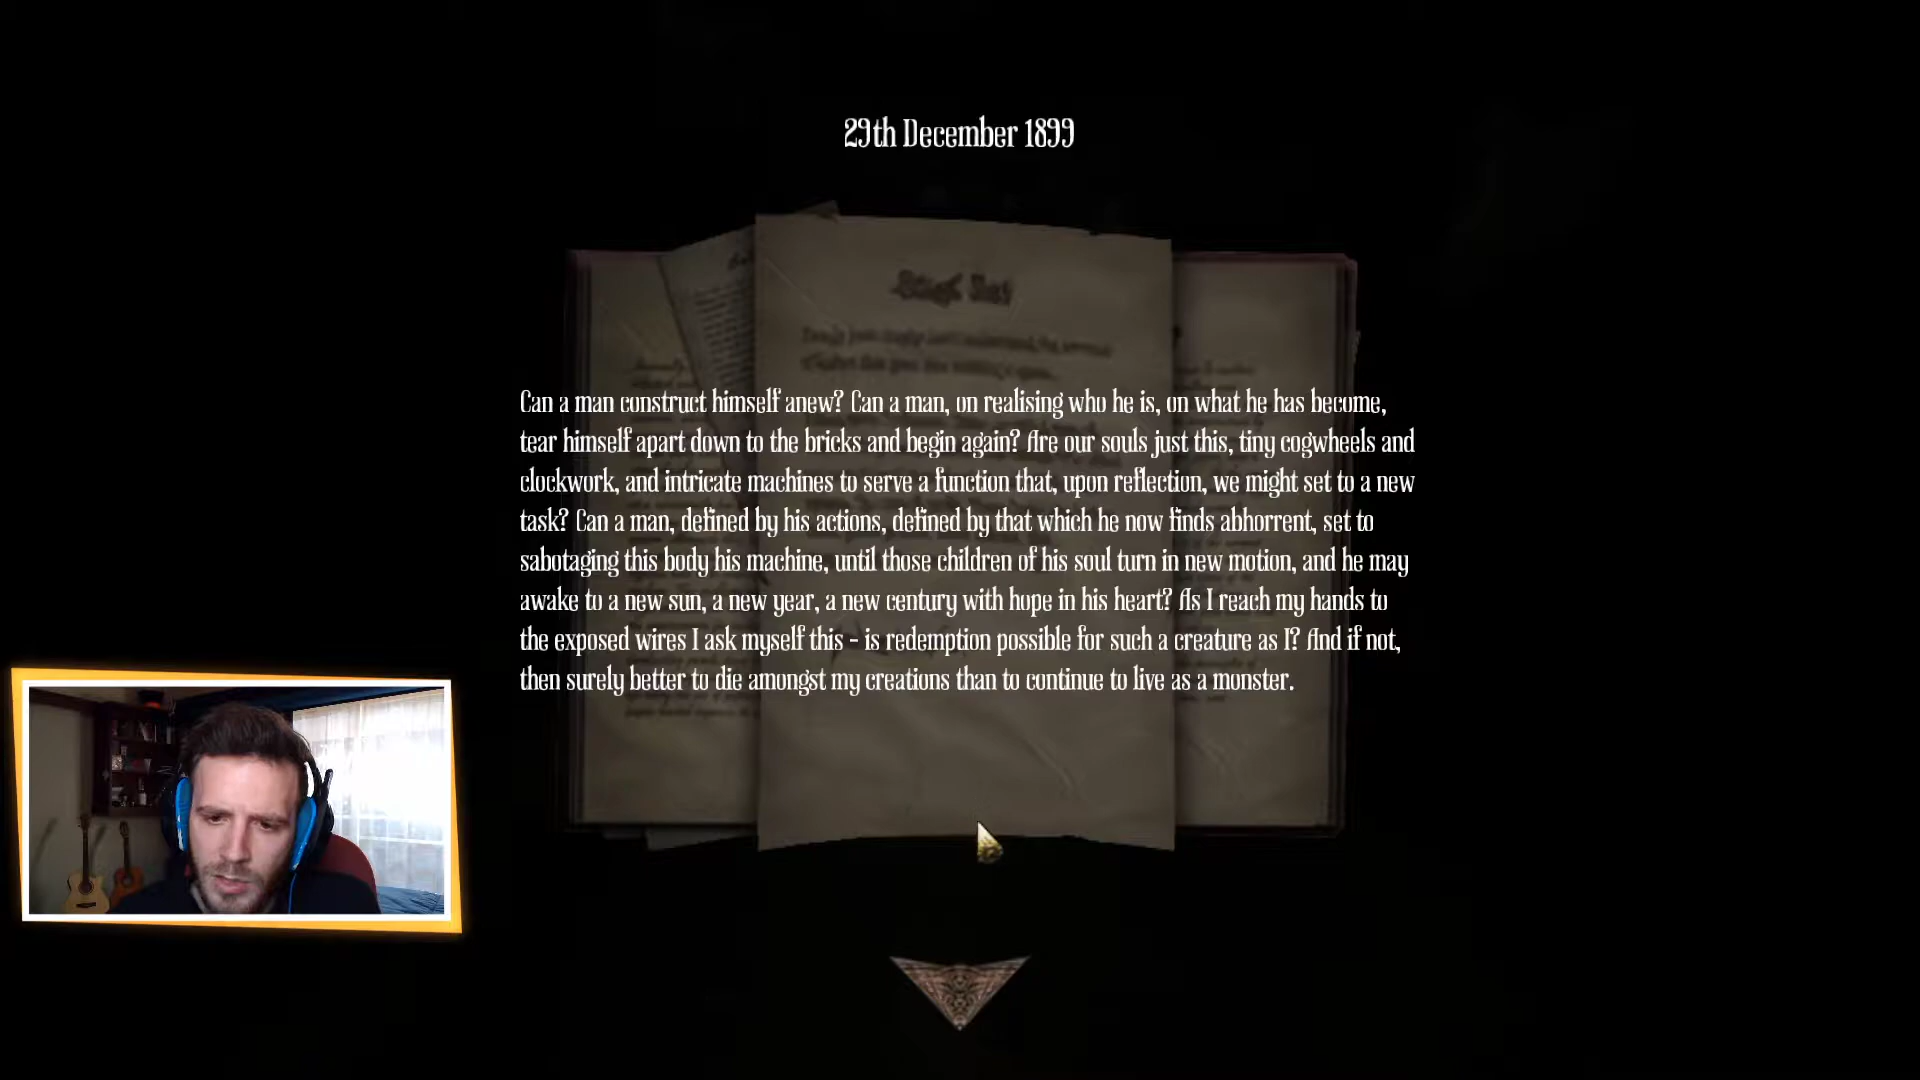 29th December 1899
Can a man construct himself anew? Can a man, on realising who he is, on what he has become,
tear himself apart down to the bricks and begin again? Are our souls just this, tiny cogwheels and
clockwork, and intricate machines to serve a function that, upon reflection, we might set to a new
task? Can a man, defined by his actions, defined by that which he now finds abhorrent, set to
sabotaging this body his machine, until those children of his soul turn in new motion, and he may
awake to a new sun, a new year, a new century with hope in his heart? As I reach my hands to
the exposed wires I ask myself this - is redemption possible for such a creature as I? And if not,
then surely better to die amongst my creations than to continue to live as a monster.